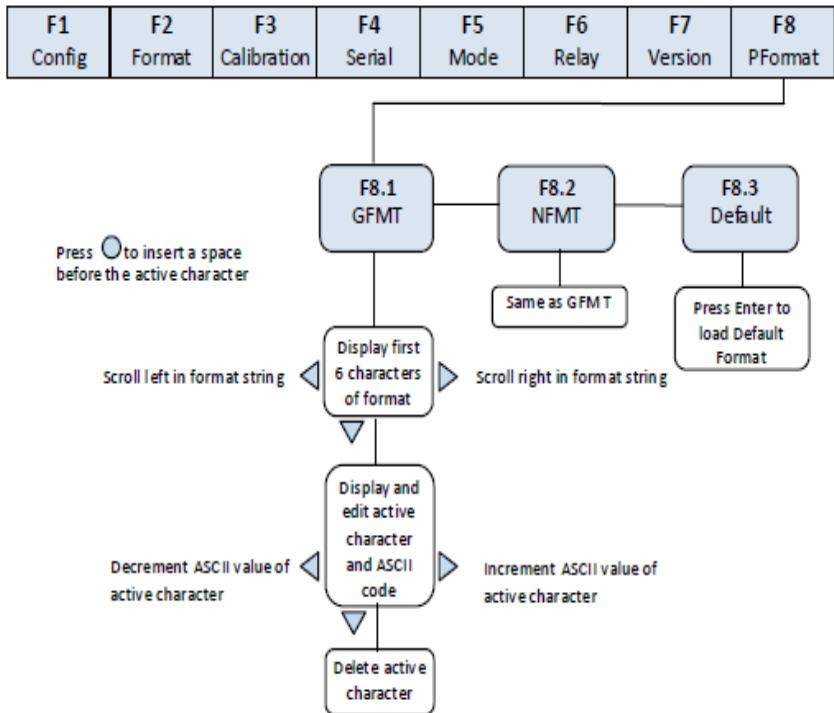 F1 F2 F3 F4 F5 F6 F7 F8
Config Format Calibration Serial Mode Relay Version PFormat
F8.1 F8.2 F8.3
GFMT NFMT Default
Press to insert a space
before the active character
Same as GFMT
Press Enter to
load Default
Format
Display first
6 characters
of format
Scroll left in format string
Scroll right in format string
Display and
edit active
character
and ASCII
code
Decrement ASCII value of
active character
Increment ASCII value of
active character
Delete active
character